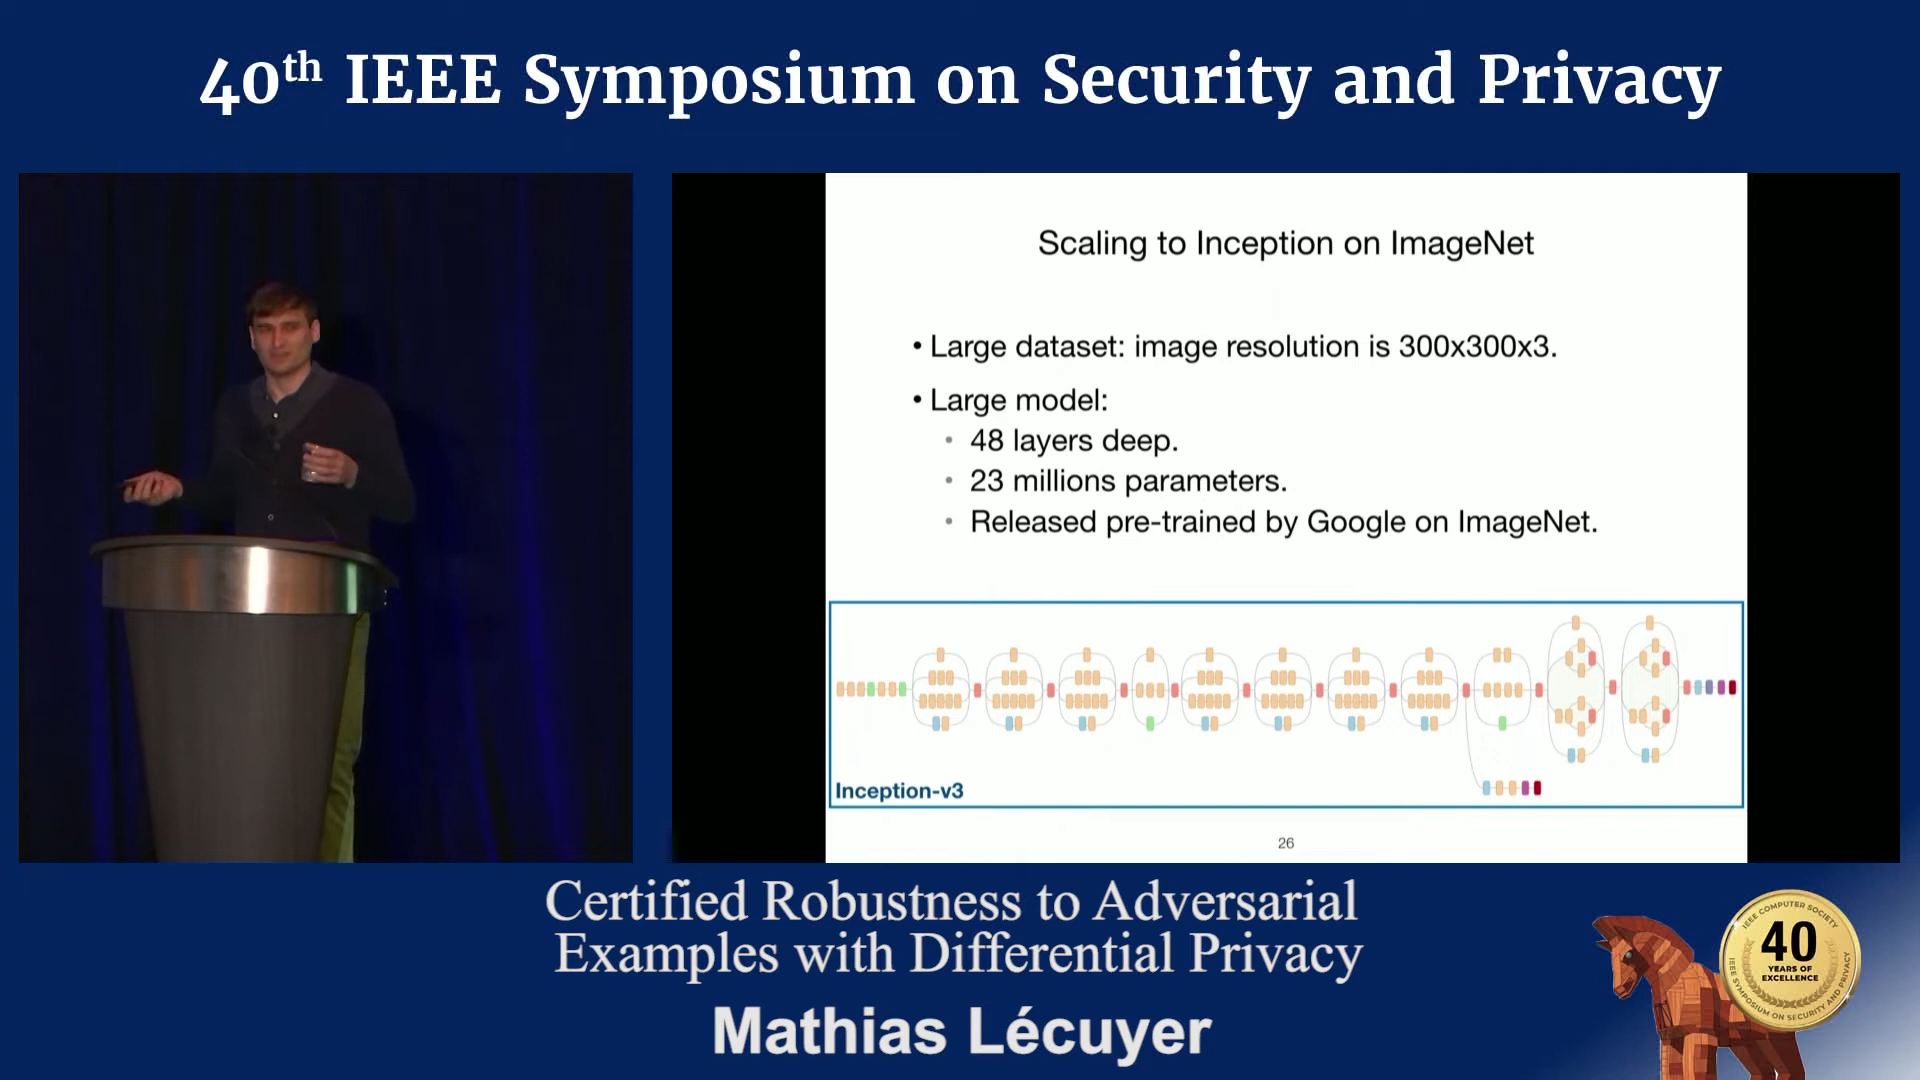 40th IEEE Symposium on Security and Privacy
Scaling to Inception on ImageNet
• Large dataset: image resolution is 300x300x3.
• Large model:
• 48 layers deep.
• 23 millions parameters.
• Released pre-trained by Google on ImageNet.
Inception-v3
26
Certified Robustness to Adversarial
Examples with Differential Privacy
Mathias Lécuyer
IEEE COMPUTER SOCIETY
40
YEARS OF
EXCELLENCE
IEEE SYMPOSIUM ON SECURITY AND PRIVACY